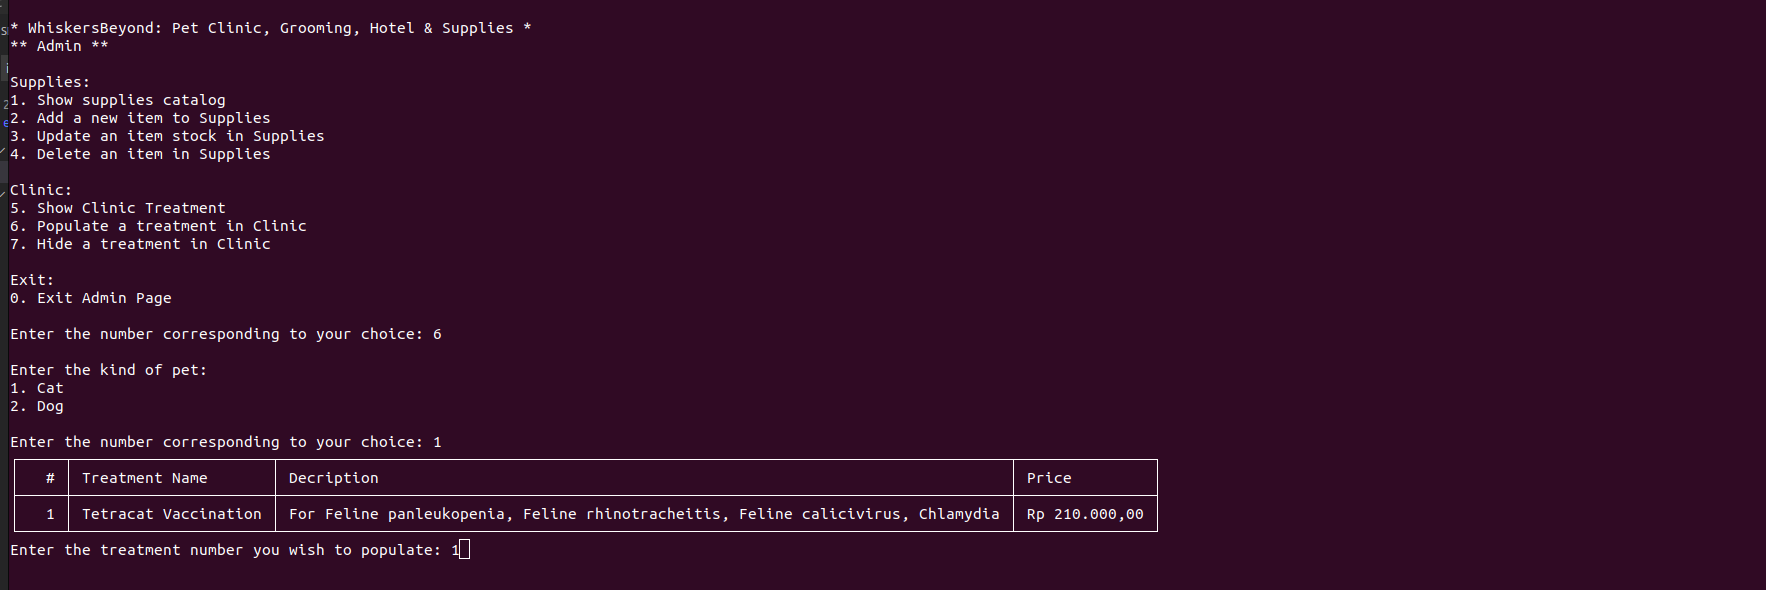 * WhiskersBeyond: Pet Clinic, Grooming, Hotel & Supplies *
** Admin **
Supplies:
1. Show supplies catalog
2. Add a new item to Supplies
3. Update an item stock in Supplies
4. Delete an item in Supplies
Clinic:
5. Show Clinic Treatment
6. Populate a treatment in Clinic
7. Hide a treatment in Clinic
Exit:
0. Exit Admin Page
Enter the number corresponding to your choice: 6
Enter the kind of pet:
1. Cat
2. Dog
Enter the number corresponding to your choice: 1
# Treatment Name Decription Price
1 Tetracat Vaccination For Feline panleukopenia, Feline rhinotracheitis, Feline calicivirus, Chlamydia Rp 210.000,00
Enter the treatment number you wish to populate: 1